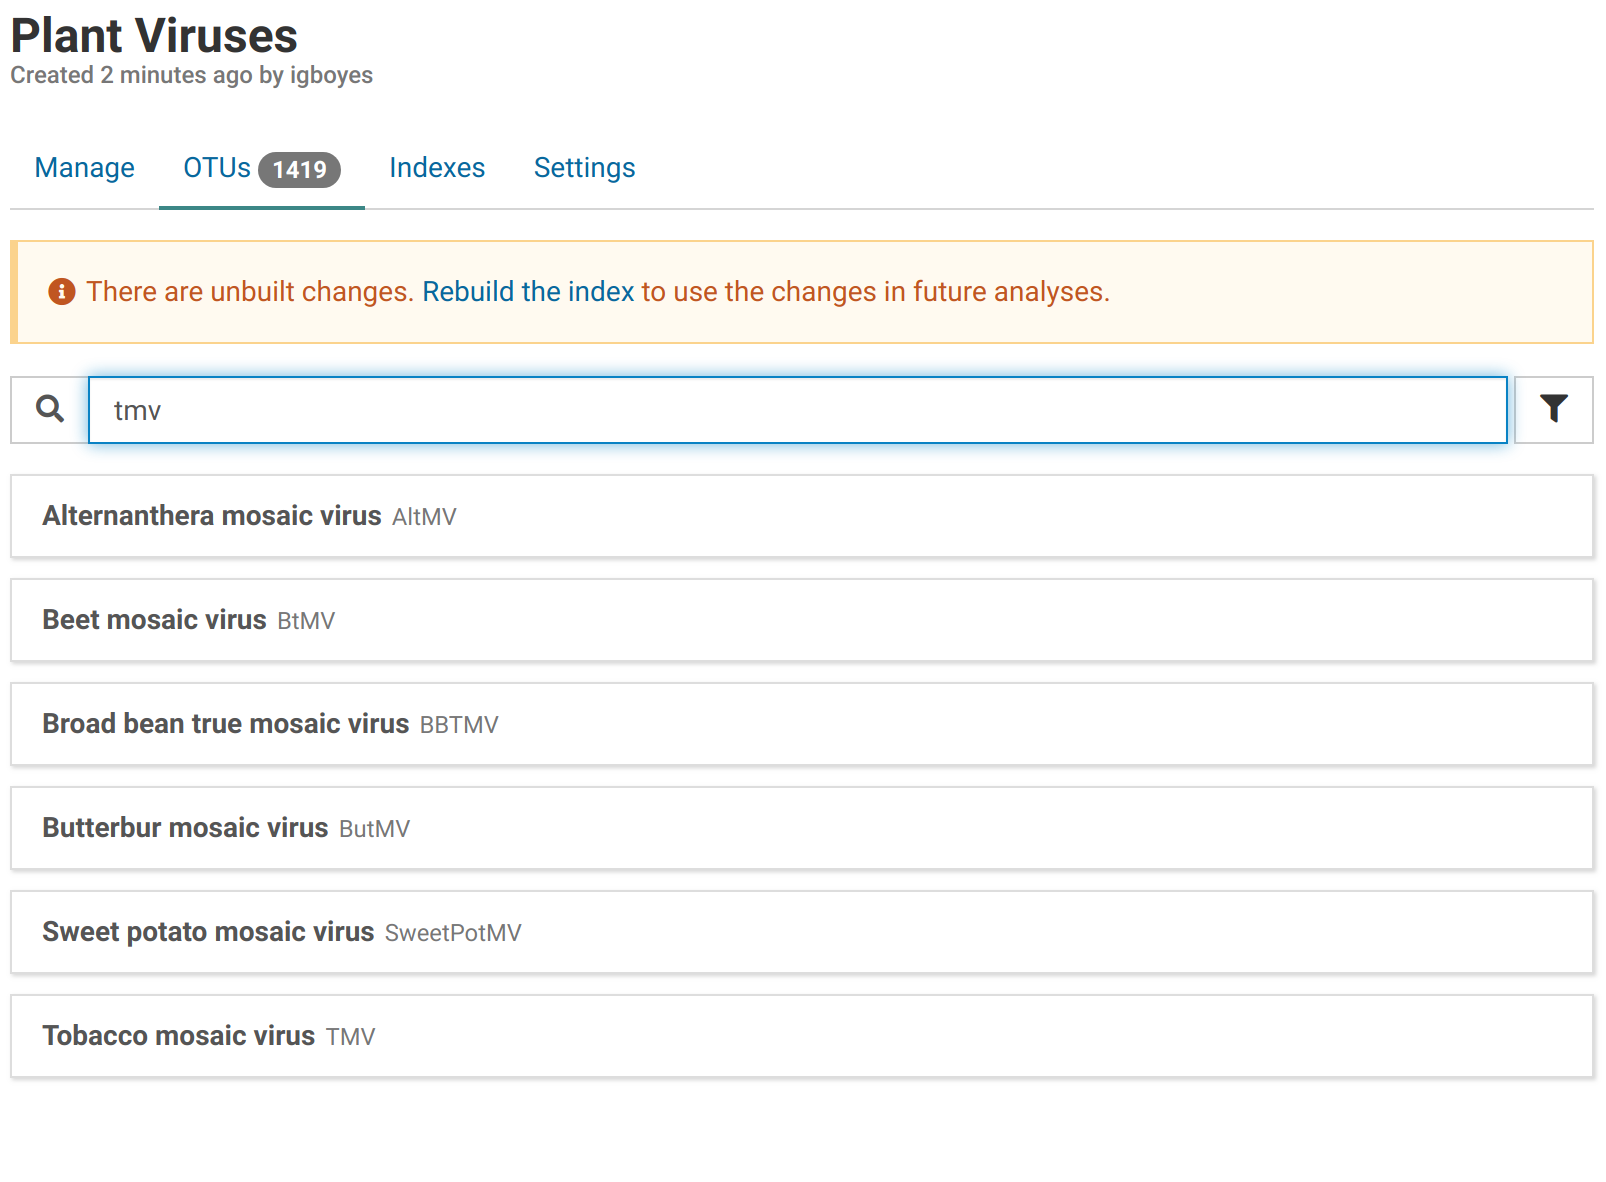 Plant Viruses
Created 2 minutes ago by igboyes
Manage OTUs 1419 Indexes Settings
There are unbuilt changes. Rebuild the index to use the changes in future analyses.
tmv
Alternanthera mosaic virus AltMV
Beet mosaic virus BtMV
Broad bean true mosaic virus BBTMV
Butterbur mosaic virus ButMV
Sweet potato mosaic virus SweetPotMV
Tobacco mosaic virus TMV